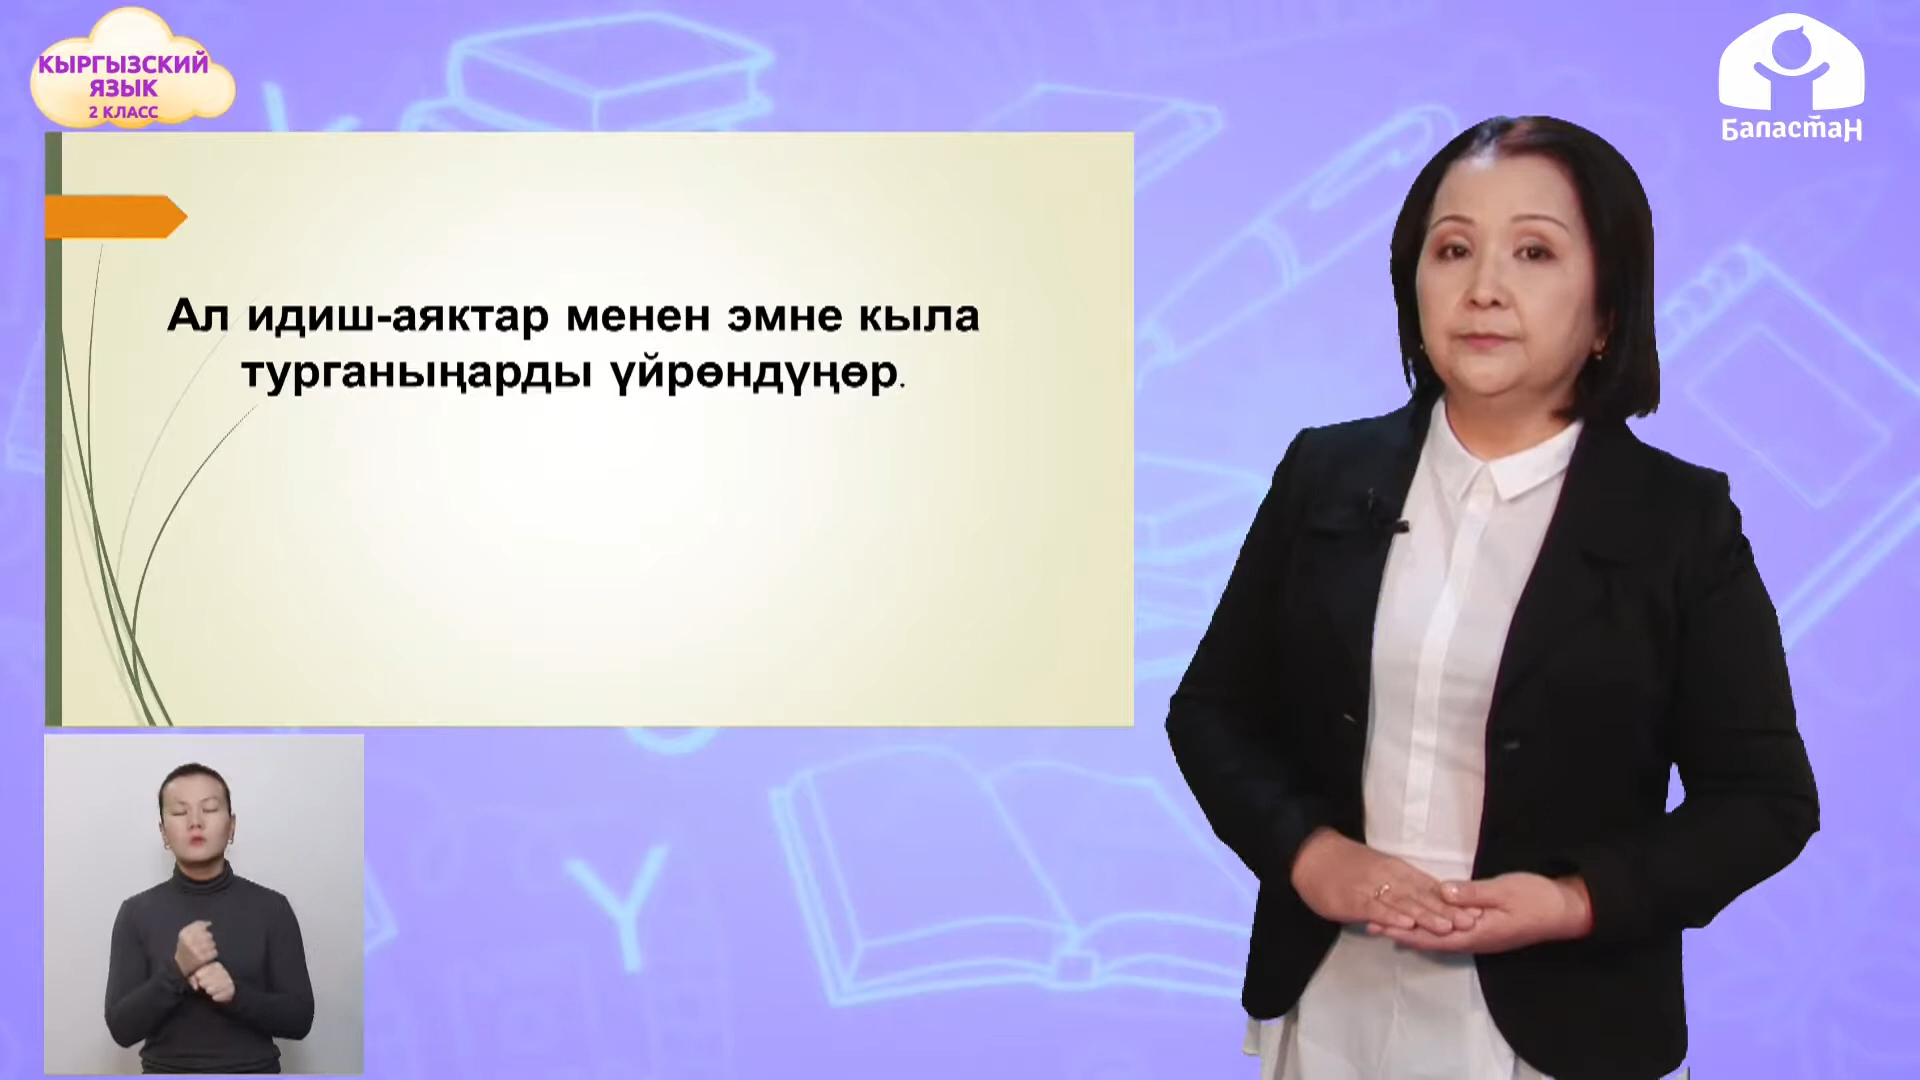 КЫРГЫЗСКИЙ
ЯЗЫК
2 КЛАСС
Баластан
Ал идиш-аяктар менен эмне кыла
турганыңарды үйрөндүңөр.